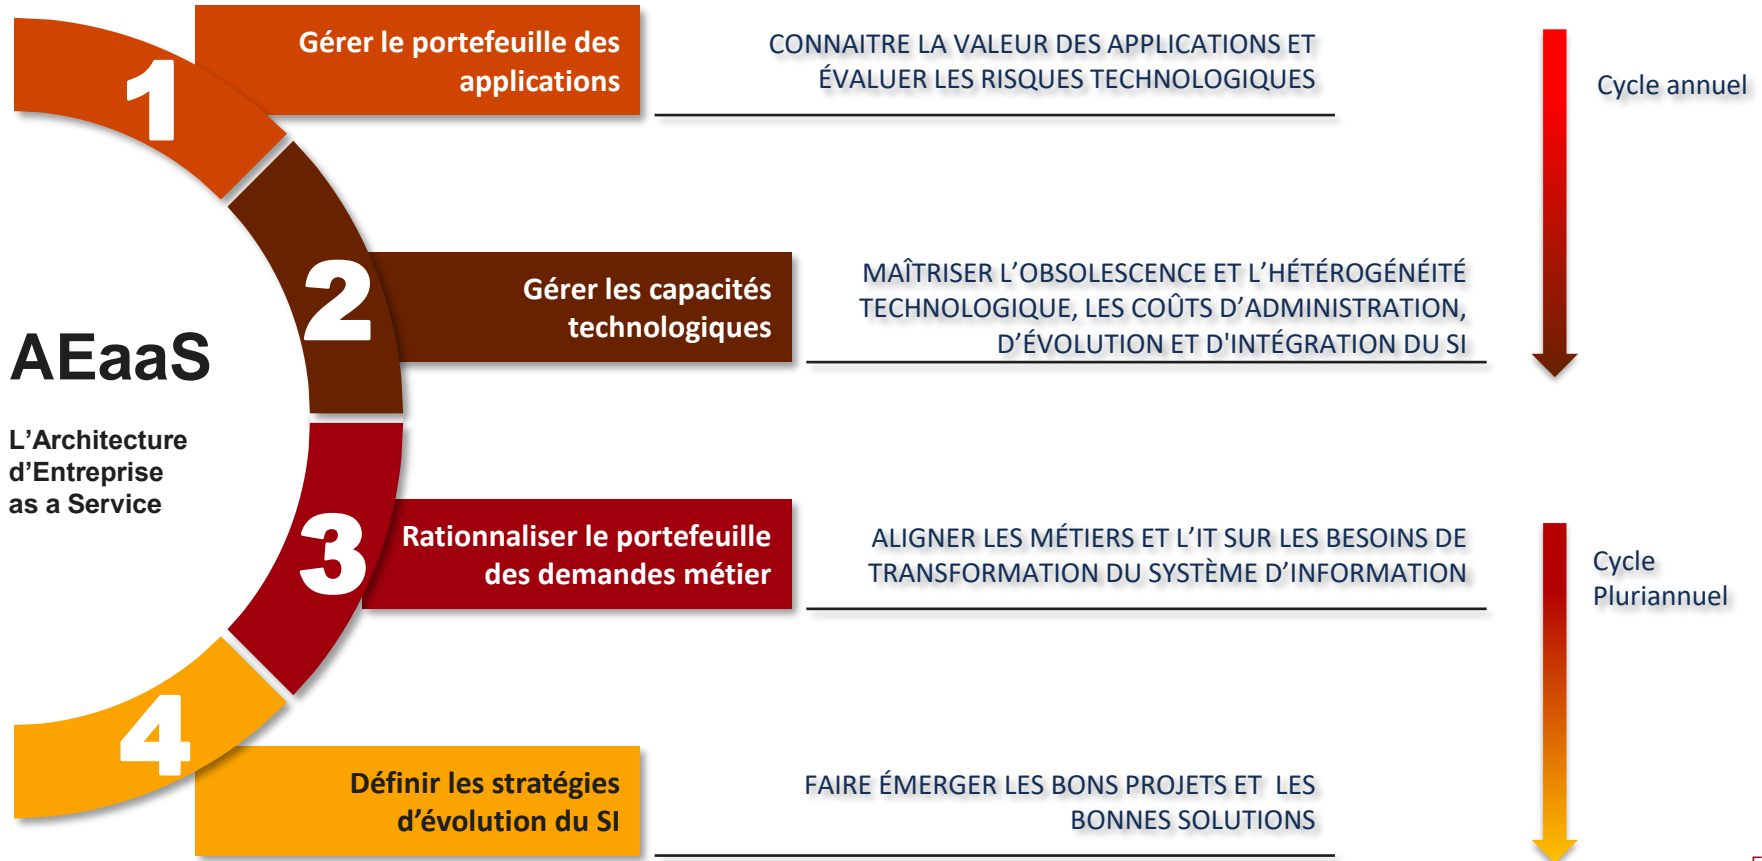 1
Gérer le portefeuille des
applications
CONNAITRE LA VALEUR DES APPLICATIONS ET
ÉVALUER LES RISQUES TECHNOLOGIQUES
Cycle annuel
2
Gérer les capacités
technologiques
MAÎTRISER L’OBSOLESCENCE ET L’HÉTÉROGÉNÉITÉ
TECHNOLOGIQUE, LES COÛTS D’ADMINISTRATION,
D’ÉVOLUTION ET D'INTÉGRATION DU SI
AEaaS
L’Architecture
d’Entreprise
as a Service
3
Rationnaliser le portefeuille
des demandes métier
ALIGNER LES MÉTIERS ET L’IT SUR LES BESOINS DE
TRANSFORMATION DU SYSTÈME D’INFORMATION
Cycle
Pluriannuel
4
Définir les stratégies
d’évolution du SI
FAIRE ÉMERGER LES BONS PROJETS ET LES
BONNES SOLUTIONS